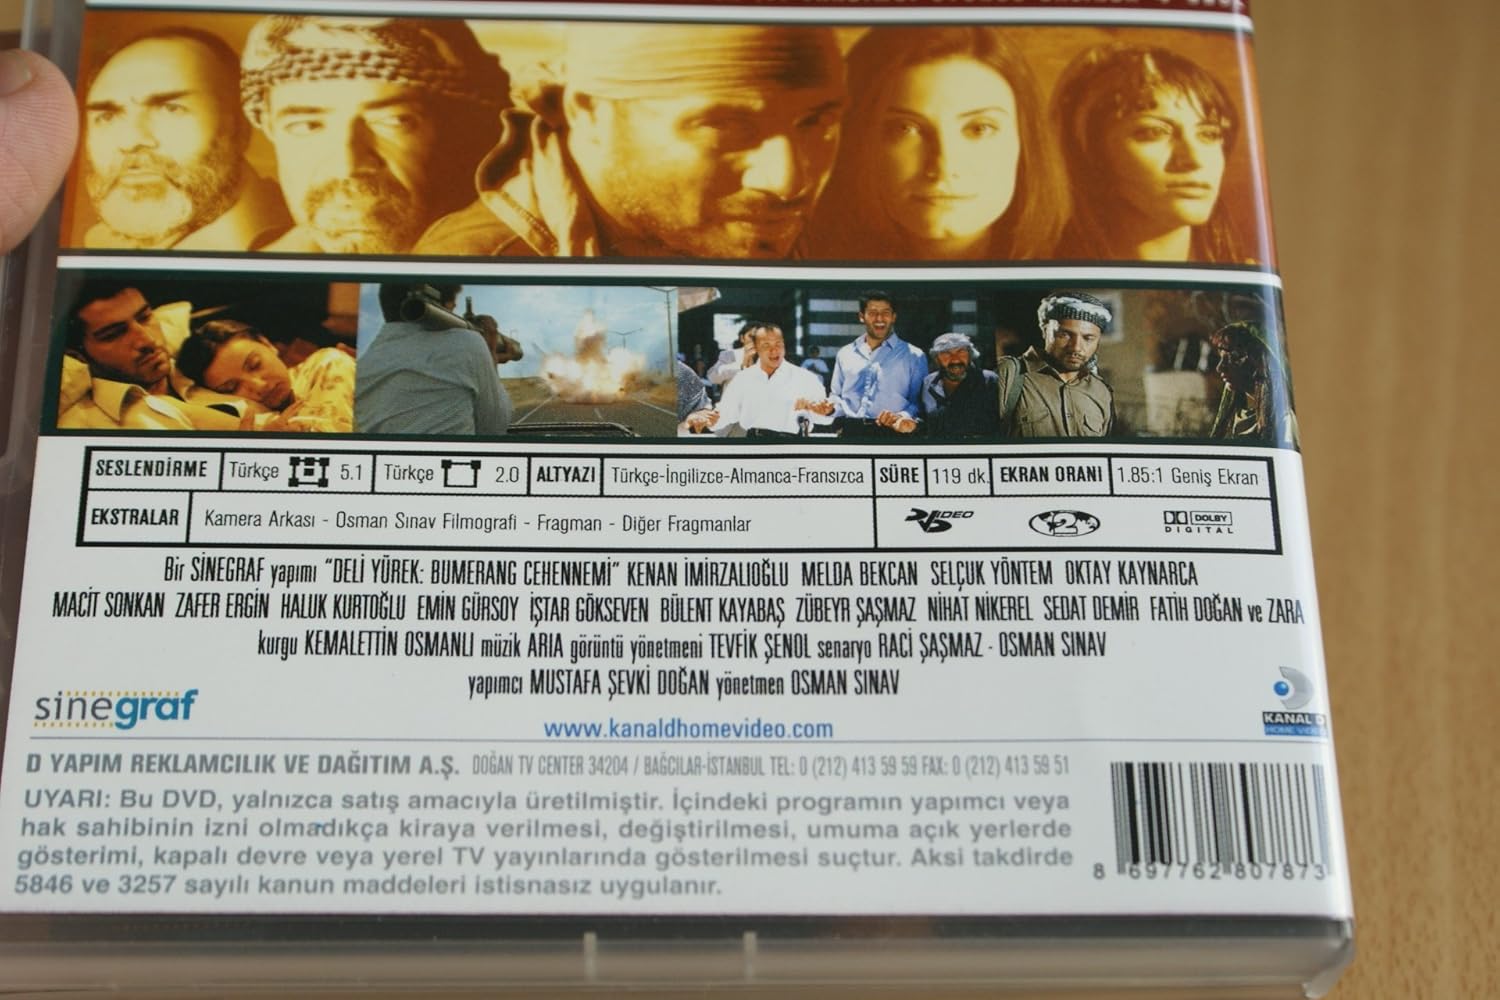 SESLENDİRME Türkçe 5.1 Türkçe 2.0 ALTYAZI Türkçe-İngilizce-Almanca-Fransızca SÜRE 119 dk. EKRAN ORANI 1.85:1 Geniş Ekran
EKSTRALAR Kamera Arkası - Osman Sınav Filmografi - Fragman - Diğer Fragmanlar DVD VIDEO 2 DOLBY DIGITAL
Bir SİNEGRAF yapımı "DELİ YÜREK: BUMERANG CEHENNEMİ" KENAN İMİRZALIOĞLU MELDA BEKCAN SELÇUK YÖNTEM OKTAY KAYNARCA
MACİT SONKAN ZAFER ERGİN HALUK KURTOĞLU EMİN GÜRSOY İŞTAR GÖKSEVEN BÜLENT KAYABAŞ ZÜBEYR ŞAŞMAZ NİHAT NİKEREL SEDAT DEMİR FATİH DOĞAN ve ZARA
kurgu KEMALETTİN OSMANLI müzik ARIA görüntü yönetmeni TEVFİK ŞENOL senaryo RACİ ŞAŞMAZ - OSMAN SINAV
yapımcı MUSTAFA ŞEVKİ DOĞAN yönetmen OSMAN SINAV
sinegraf
www.kanaldhomevideo.com
KANAL D
HOME VIDEO
D YAPIM REKLAMCILIK VE DAĞITIM A.Ş. DOĞAN TV CENTER 34204 / BAĞCILAR-İSTANBUL TEL: 0 (212) 413 59 59 FAX: 0 (212) 413 59 51
UYARI: Bu DVD, yalnızca satış amacıyla üretilmiştir. İçindeki programın yapımcı veya
hak sahibinin izni olmadıkça kiraya verilmesi, değiştirilmesi, umuma açık yerlerde
gösterimi, kapalı devre veya yerel TV yayınlarında gösterilmesi suçtur. Aksi takdirde
5846 ve 3257 sayılı kanun maddeleri istisnasız uygulanır.
8 697762 807873